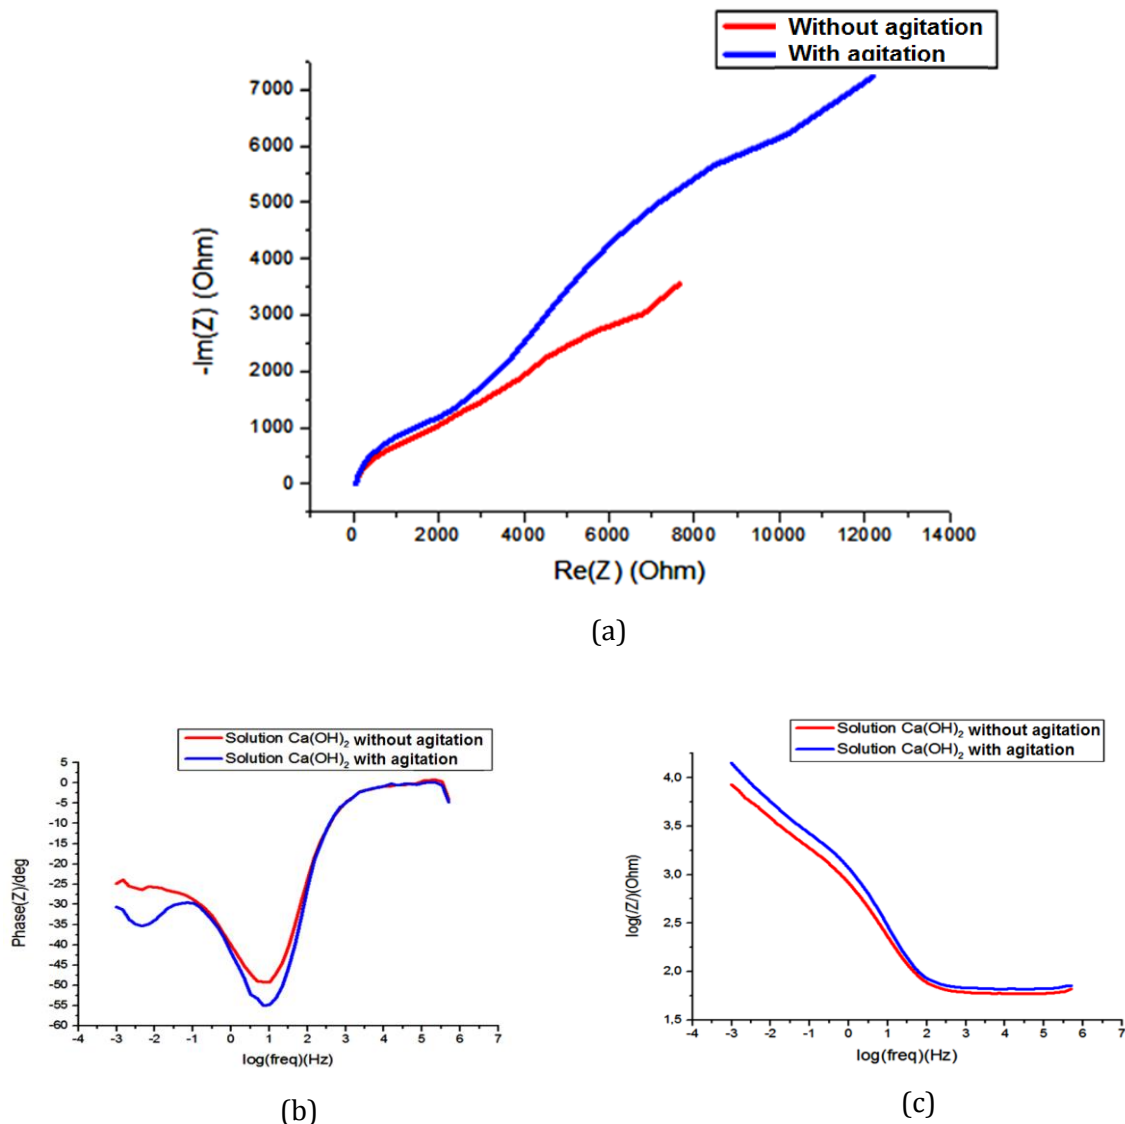 Without agitation
With agitation
7000
6000
5000
4000
3000
2000
1000
0
-Im(Z) (Ohm)
0 2000 4000 6000 8000 10000 12000 14000
Re(Z) (Ohm)
(a)
Solution Ca(OH)2 without agitation
Solution Ca(OH)2 with agitation
5
0
-5
-10
-15
-20
-25
-30
-35
-40
-45
-50
-55
-60
Phase(Z)/deg
-4 -3 -2 -1 0 1 2 3 4 5 6 7
log(freq)(Hz)
(b)
Solution Ca(OH)2 without agitation
Solution Ca(OH)2 with agitation
4,0
3,5
3,0
2,5
2,0
1,5
log(/Z/)(Ohm)
-4 -3 -2 -1 0 1 2 3 4 5 6 7
log(freq)(Hz)
(c)